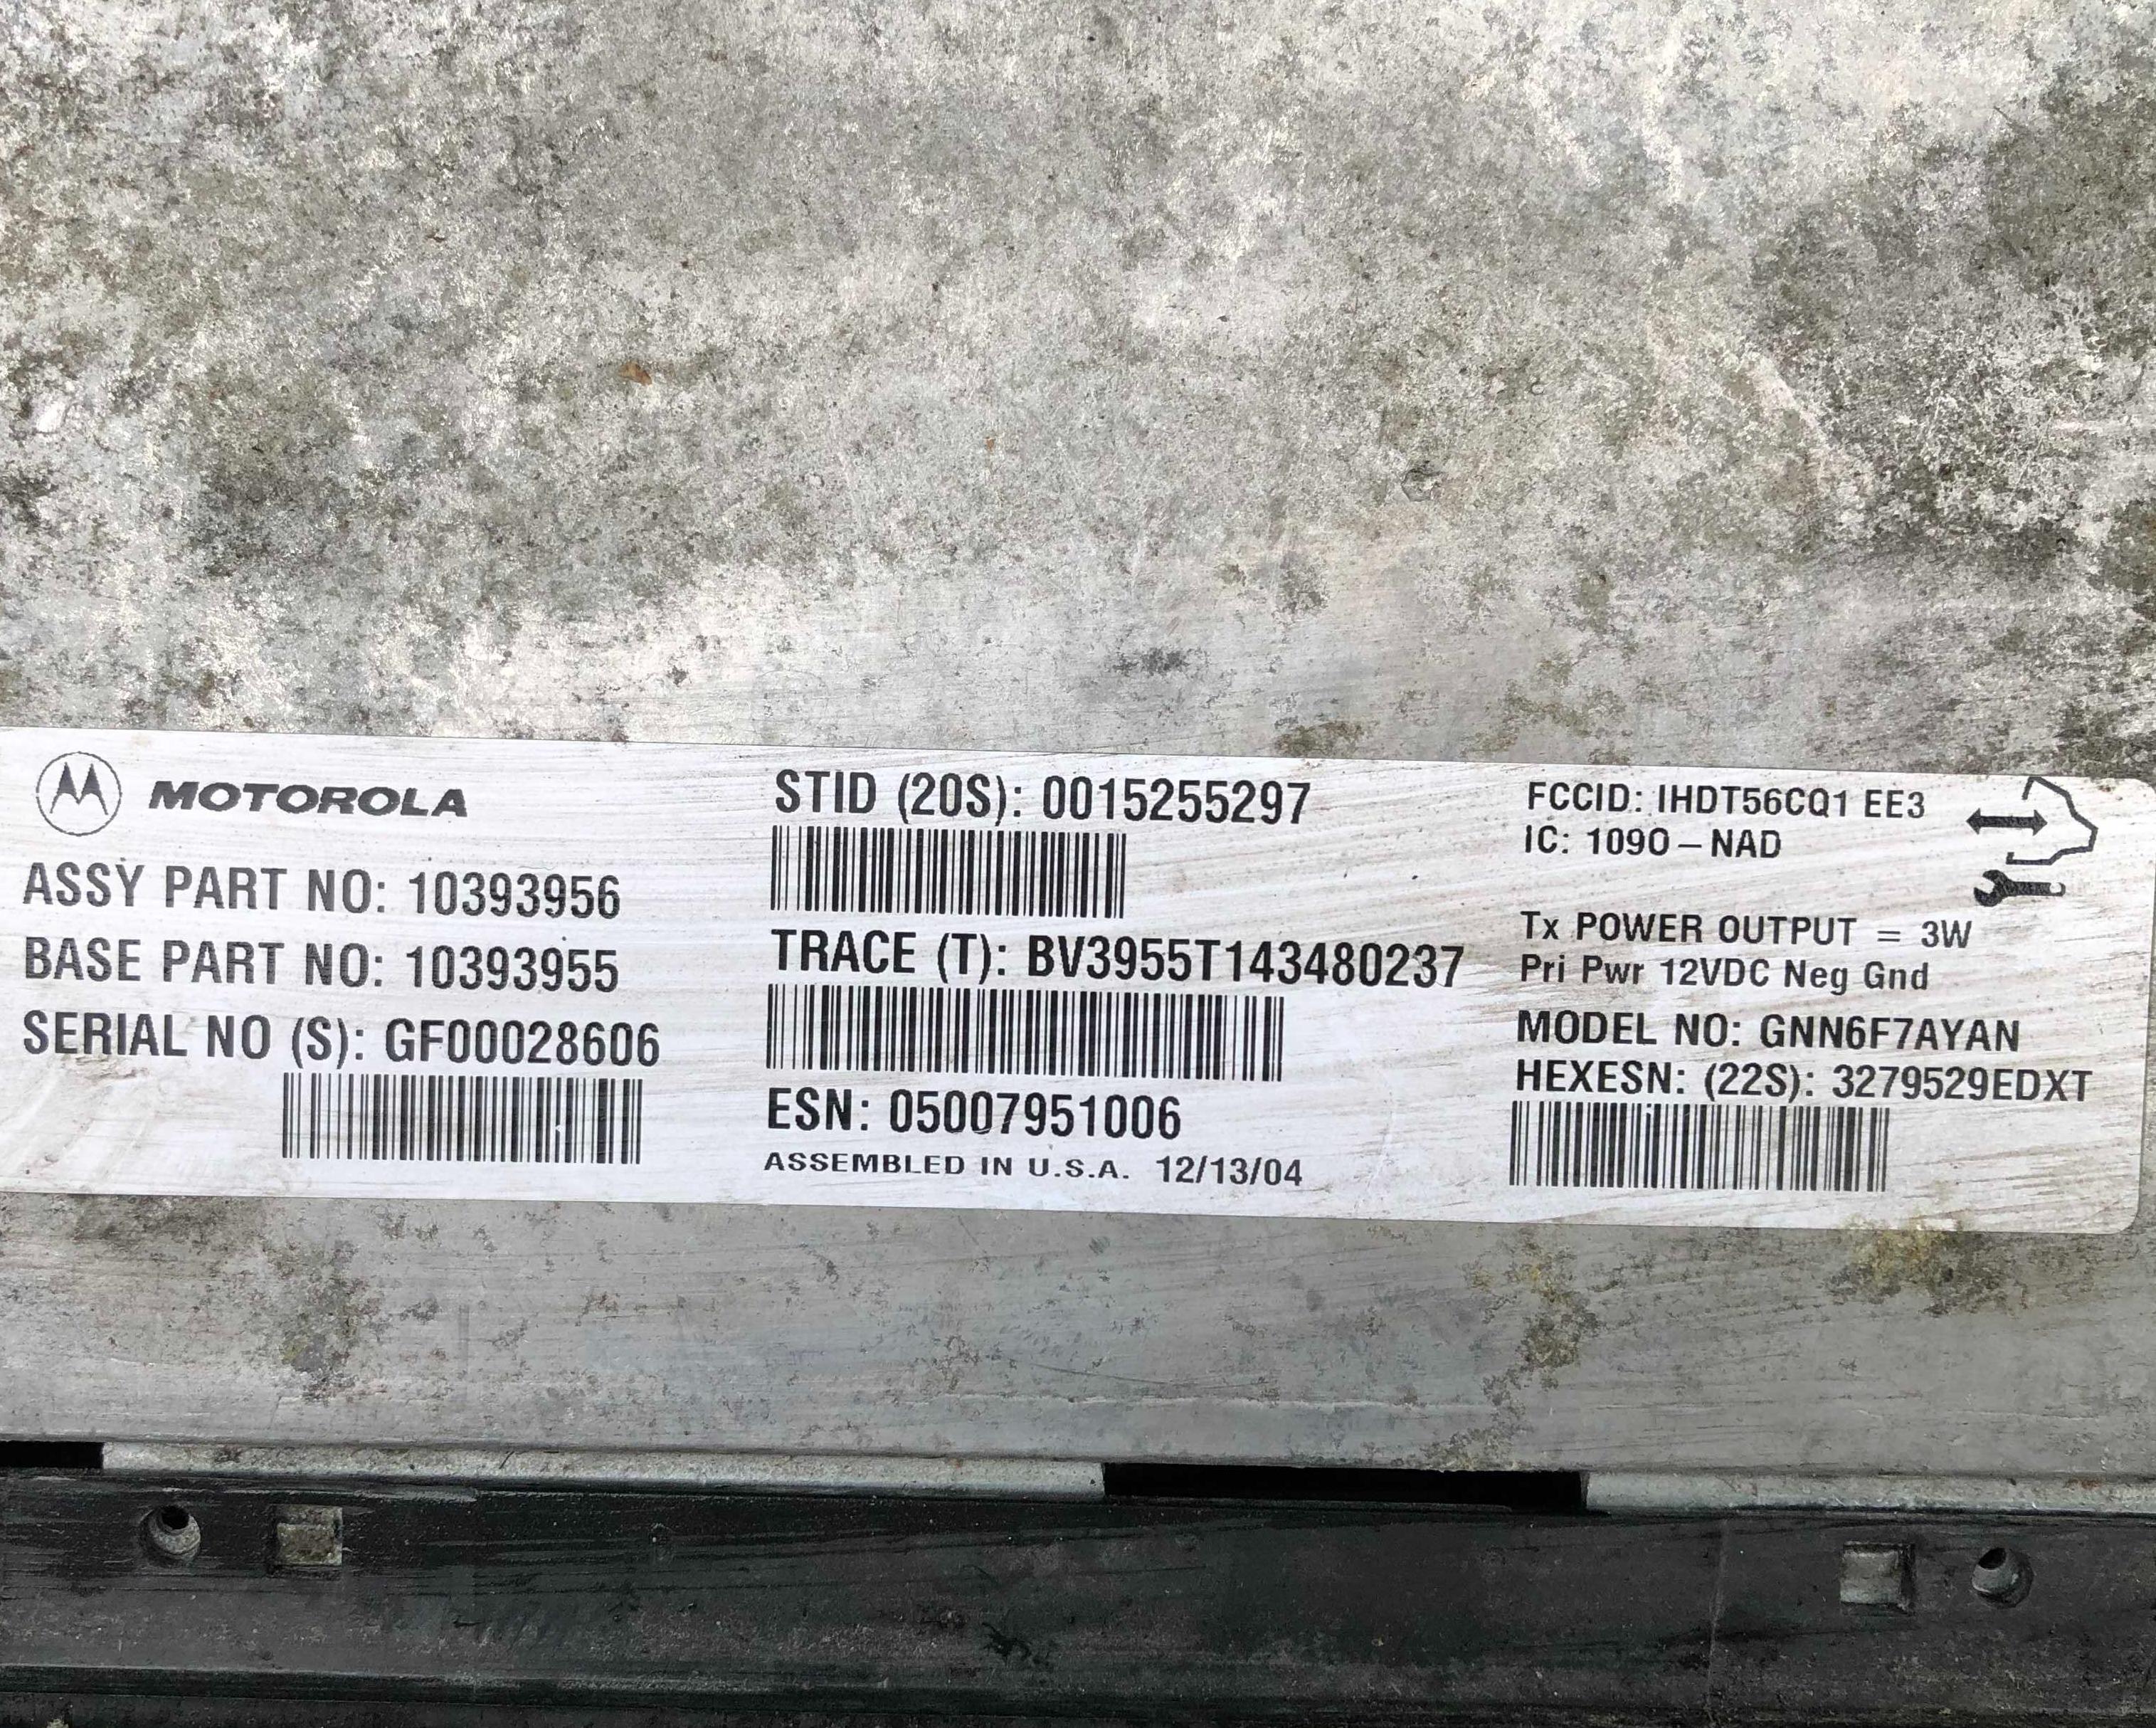 MOTOROLA
ASSY PART NO: 10393956
BASE PART NO: 10393955
SERIAL NO (S): GF00028606
STID (20S): 0015255297
TRACE (T): BV3955T143480237
ESN: 05007951006
ASSEMBLED IN U.S.A. 12/13/04
FCCID: IHDT56CQ1 EE3
IC: 1090-NAD
Tx POWER OUTPUT = 3W
Pri Pwr 12VDC Neg Gnd
MODEL NO: GNN6F7AYAN
HEXESN: (22S): 3279529EDXT